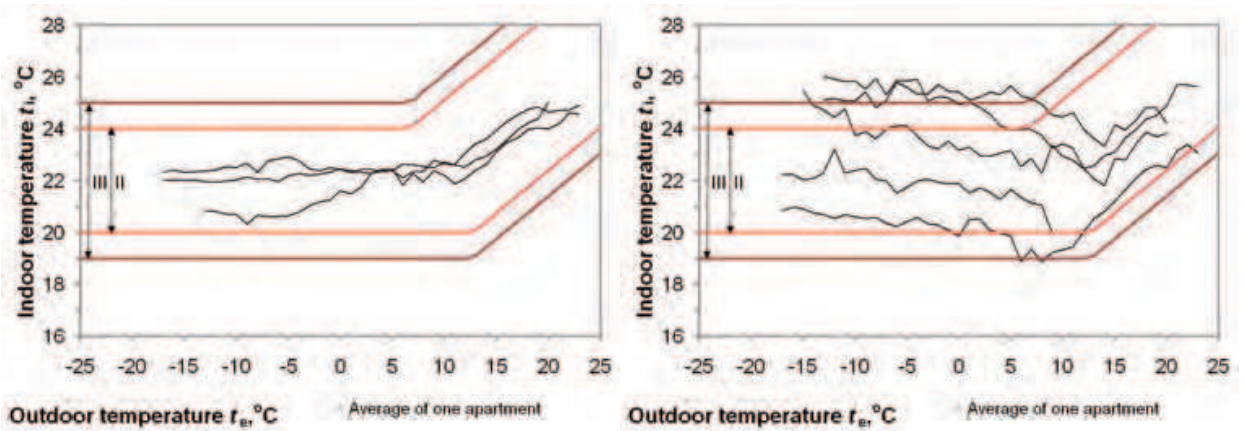 28
26
24
22
20
18
16
Indoor temperature tᵢ, °C
III
II
-25 -20 -15 -10 -5 0 5 10 15 20 25
Outdoor temperature tₑ, °C
Average of one apartment
28
26
24
22
20
18
16
Indoor temperature tᵢ, °C
III
II
-25 -20 -15 -10 -5 0 5 10 15 20 25
Outdoor temperature tₑ, °C
Average of one apartment